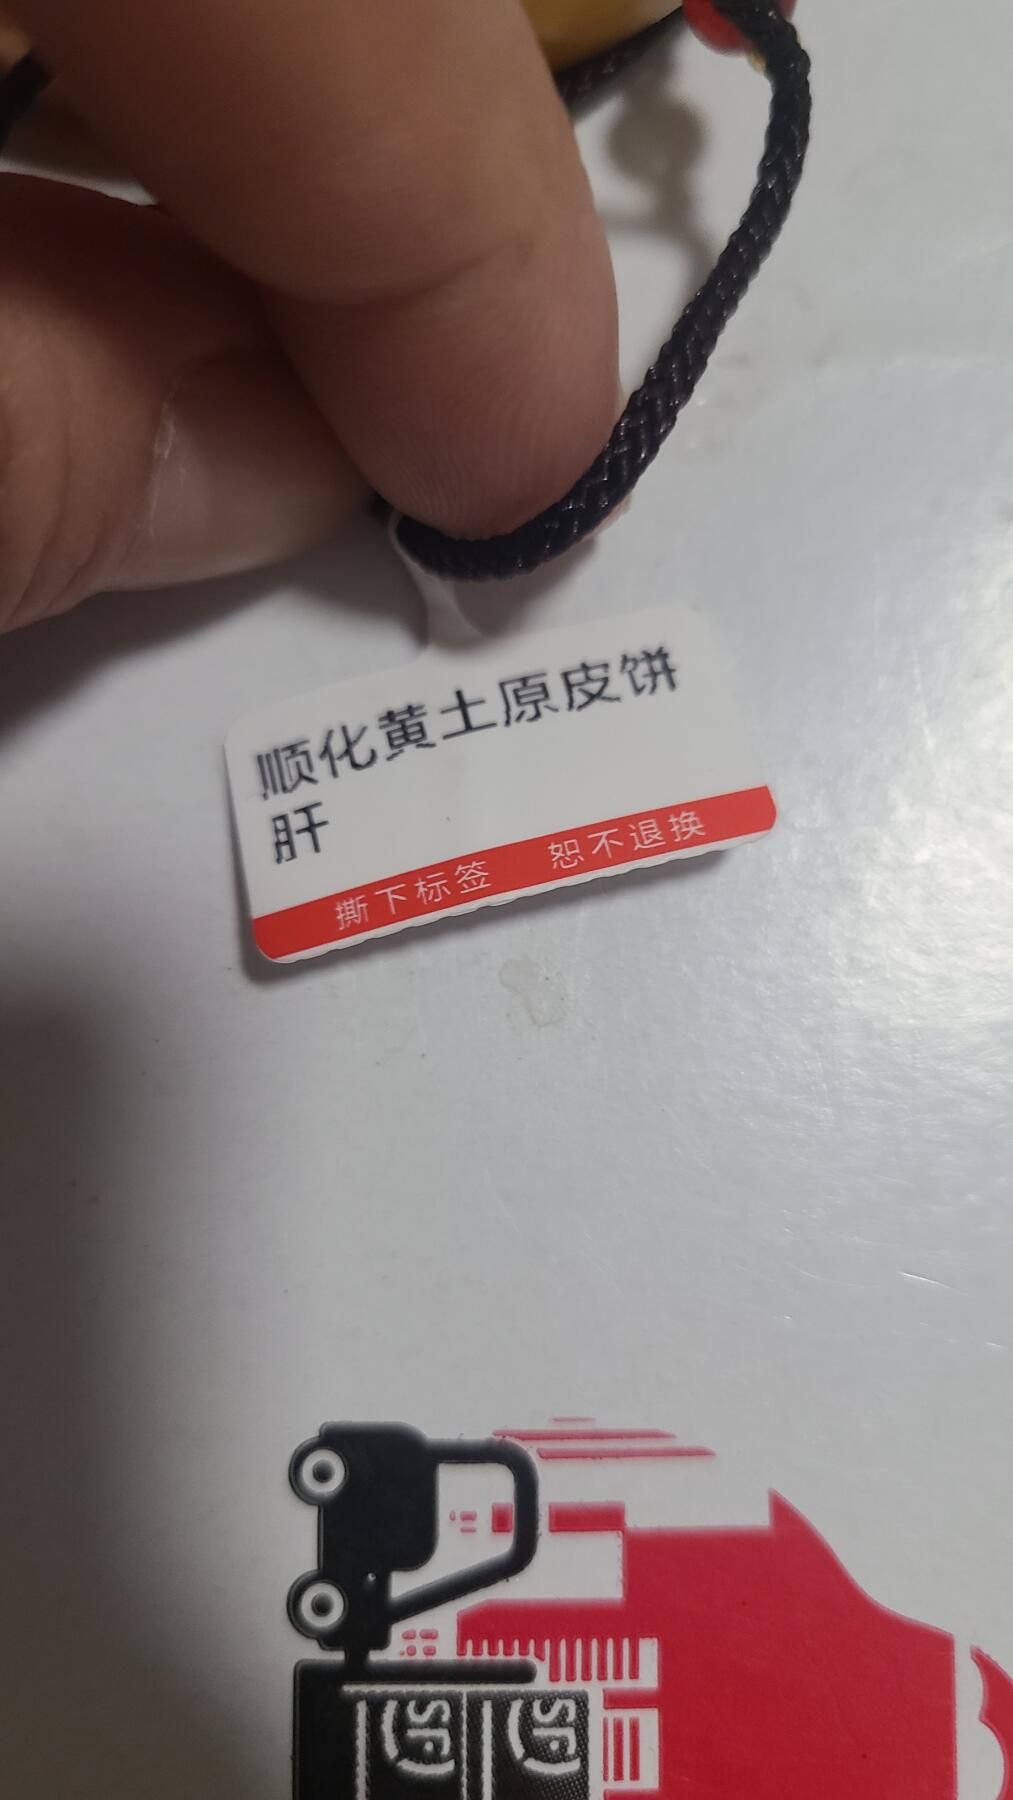 顺化黄土原皮饼
肝
撕下标签 恕不退换